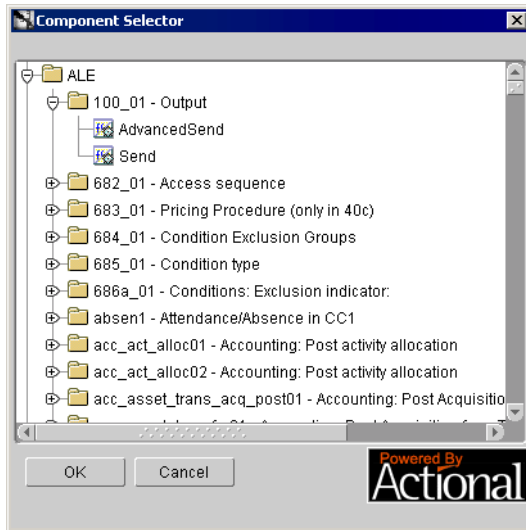 Component Selector
ALE
100_01 - Output
AdvancedSend
Send
682_01 - Access sequence
683_01 - Pricing Procedure (only in 40c)
684_01 - Condition Exclusion Groups
685_01 - Condition type
686a_01 - Conditions: Exclusion indicator:
absen1 - Attendance/Absence in CC1
acc_act_alloc01 - Accounting: Post activity allocation
acc_act_alloc02 - Accounting: Post activity allocation
acc_asset_trans_acq_post01 - Accounting: Post Acquisitio
OK
Cancel
Powered By
Actional